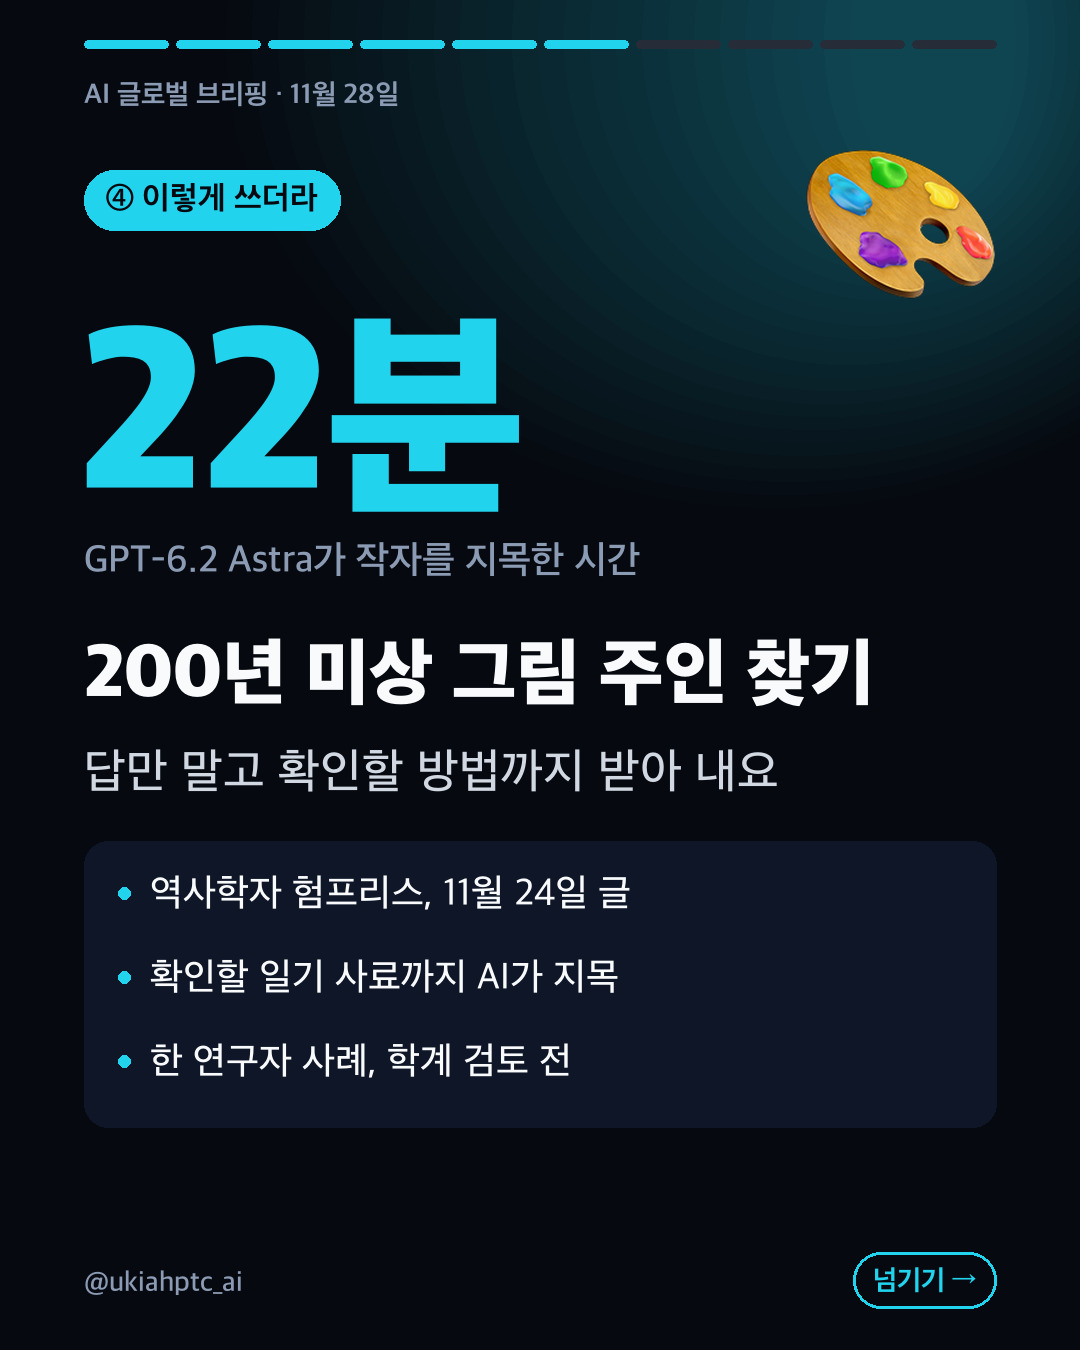 AI 글로벌 브리핑 · 11월 28일
④ 이렇게 쓰더라
22분
GPT-6.2 Astra가 작자를 지목한 시간
200년 미상 그림 주인 찾기
답만 말고 확인할 방법까지 받아 내요
• 역사학자 험프리스, 11월 24일 글
• 확인할 일기 사료까지 AI가 지목
• 한 연구자 사례, 학계 검토 전
@ukiahptc_ai
넘기기 →